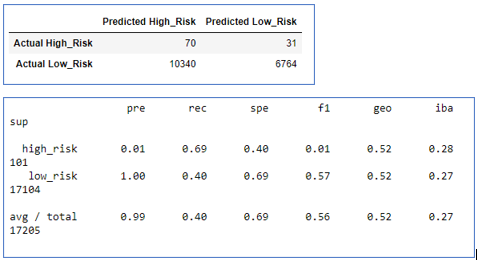 Predicted High_Risk Predicted Low_Risk
Actual High_Risk 70 31
Actual Low_Risk 10340 6764
pre rec spe f1 geo iba
sup
high_risk 0.01 0.69 0.40 0.01 0.52 0.28
101
low_risk 1.00 0.40 0.69 0.57 0.52 0.27
17104
avg / total 0.99 0.40 0.69 0.56 0.52 0.27
17205